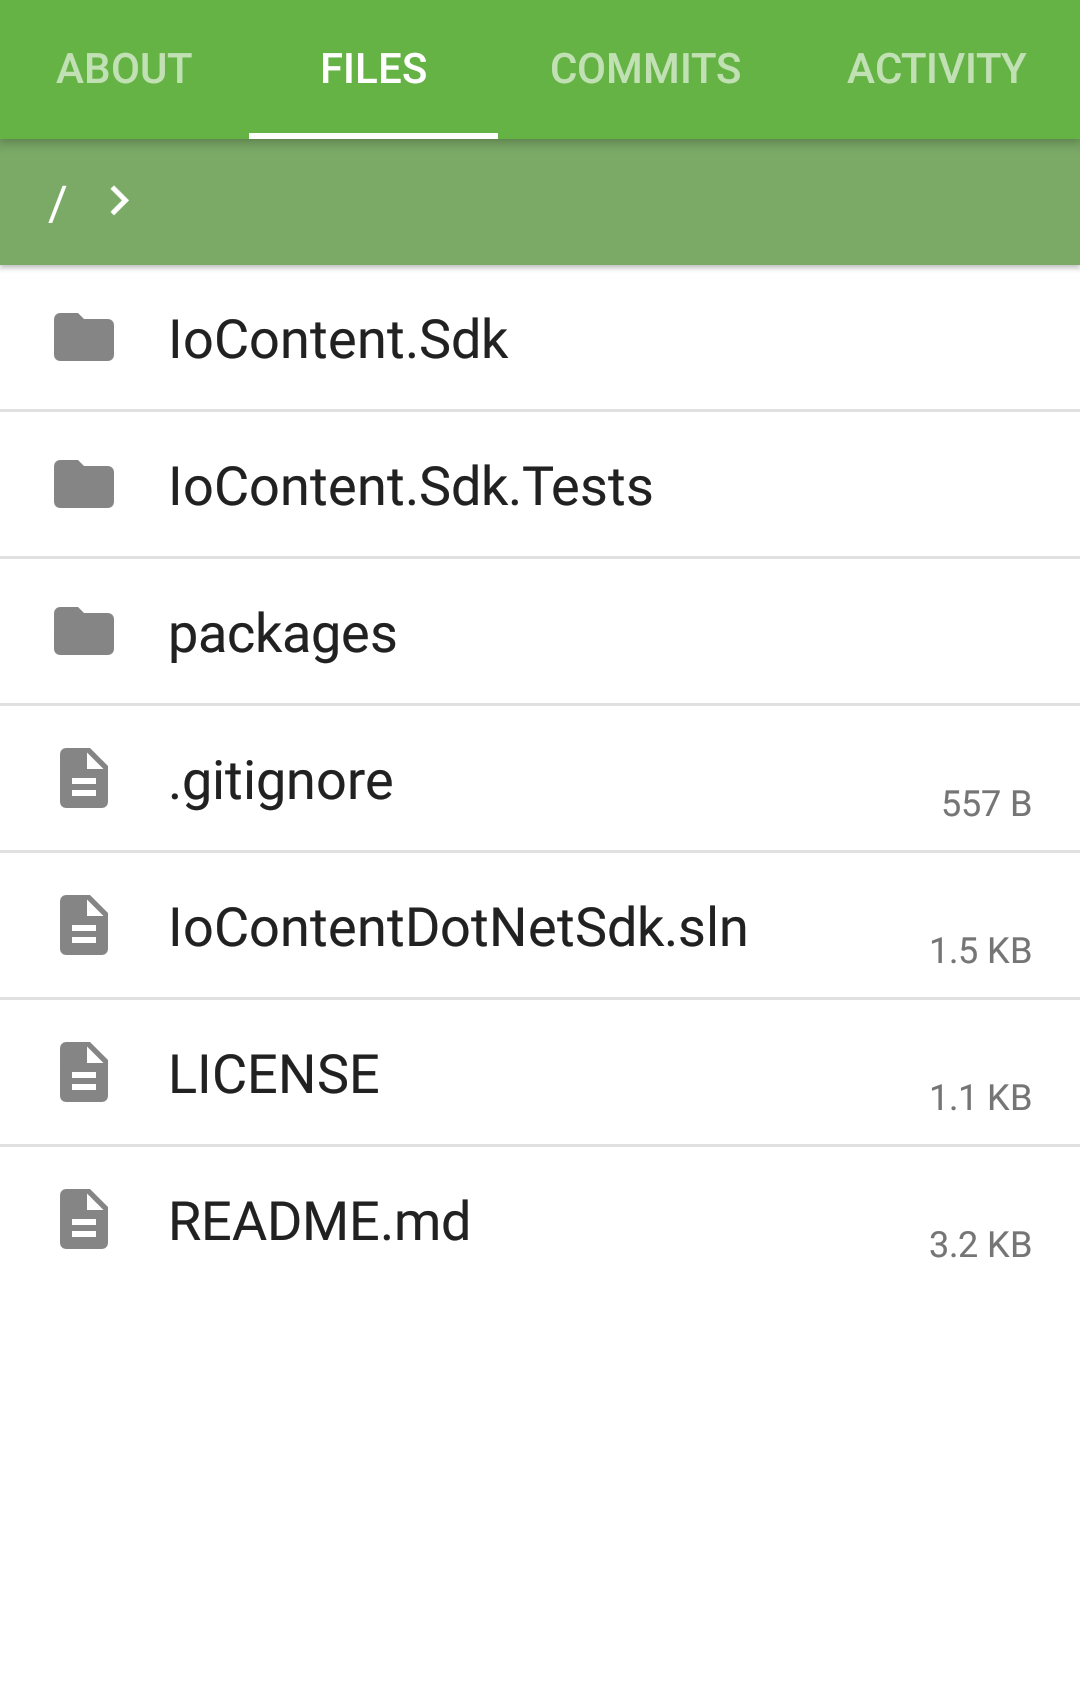 ABOUT FILES COMMITS ACTIVITY
/ >
IoContent.Sdk
IoContent.Sdk.Tests
packages
.gitignore 557 B
IoContentDotNetSdk.sln 1.5 KB
LICENSE 1.1 KB
README.md 3.2 KB